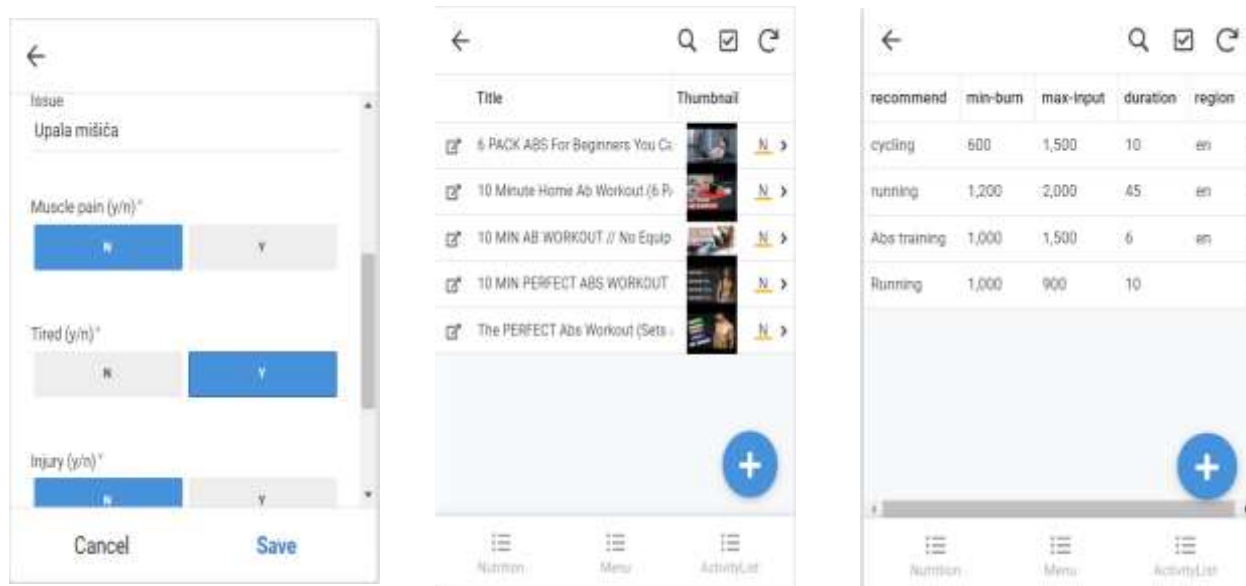 Issue
Upala mišića
Muscle pain (y/n)*
N Y
Tired (y/n)*
N Y
Injury (y/n)*
N Y
Cancel Save
Title Thumbnail
6 PACK ABS For Beginners You Ca
N
10 Minute Home Ab Workout (6 Pa
N
10 MIN AB WORKOUT // No Equip
N
10 MIN PERFECT ABS WORKOUT
N
The PERFECT Abs Workout (Sets
N
+
Nutrition Menu ActivityList
recommend min-burn max-input duration region
cycling 600 1,500 10 en
running 1,200 2,000 45 en
Abs training 1,000 1,500 6 en
Running 1,000 900 10
+
Nutrition Menu ActivityList